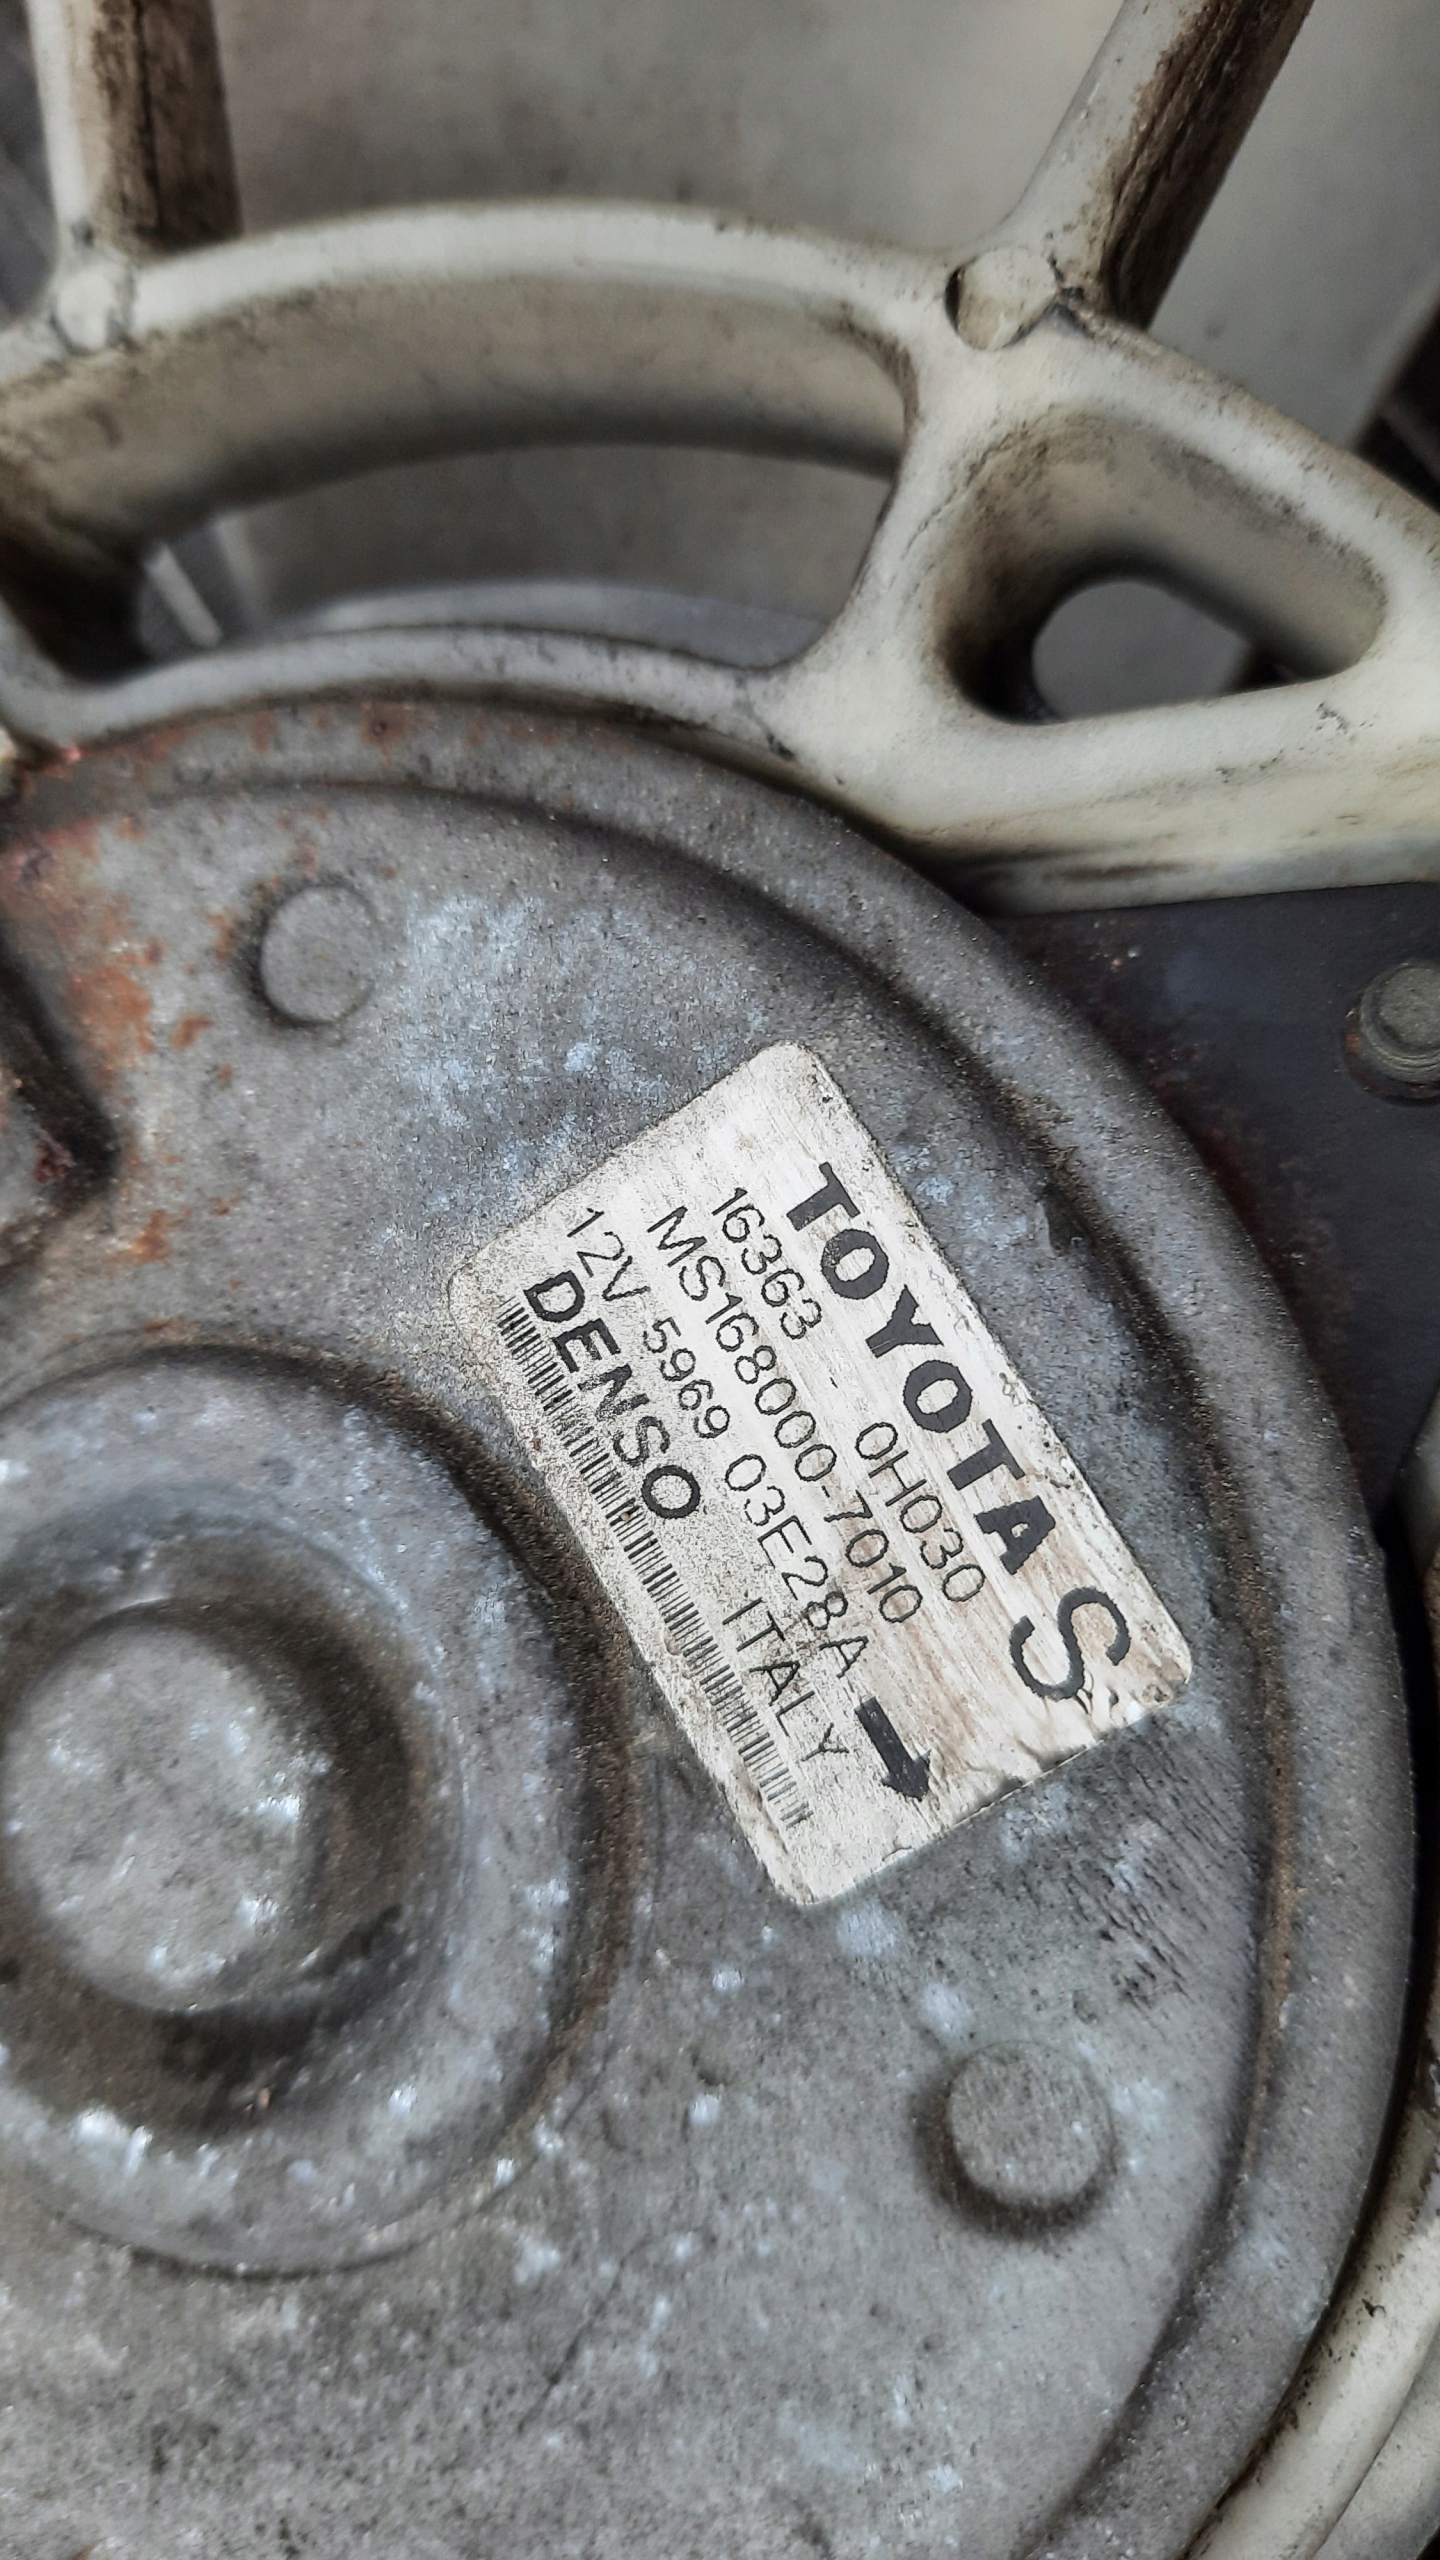 TOYOTA S
16363 - 0H030
MS168000-7010
12V 5969 03E28A
DENSO ITALY